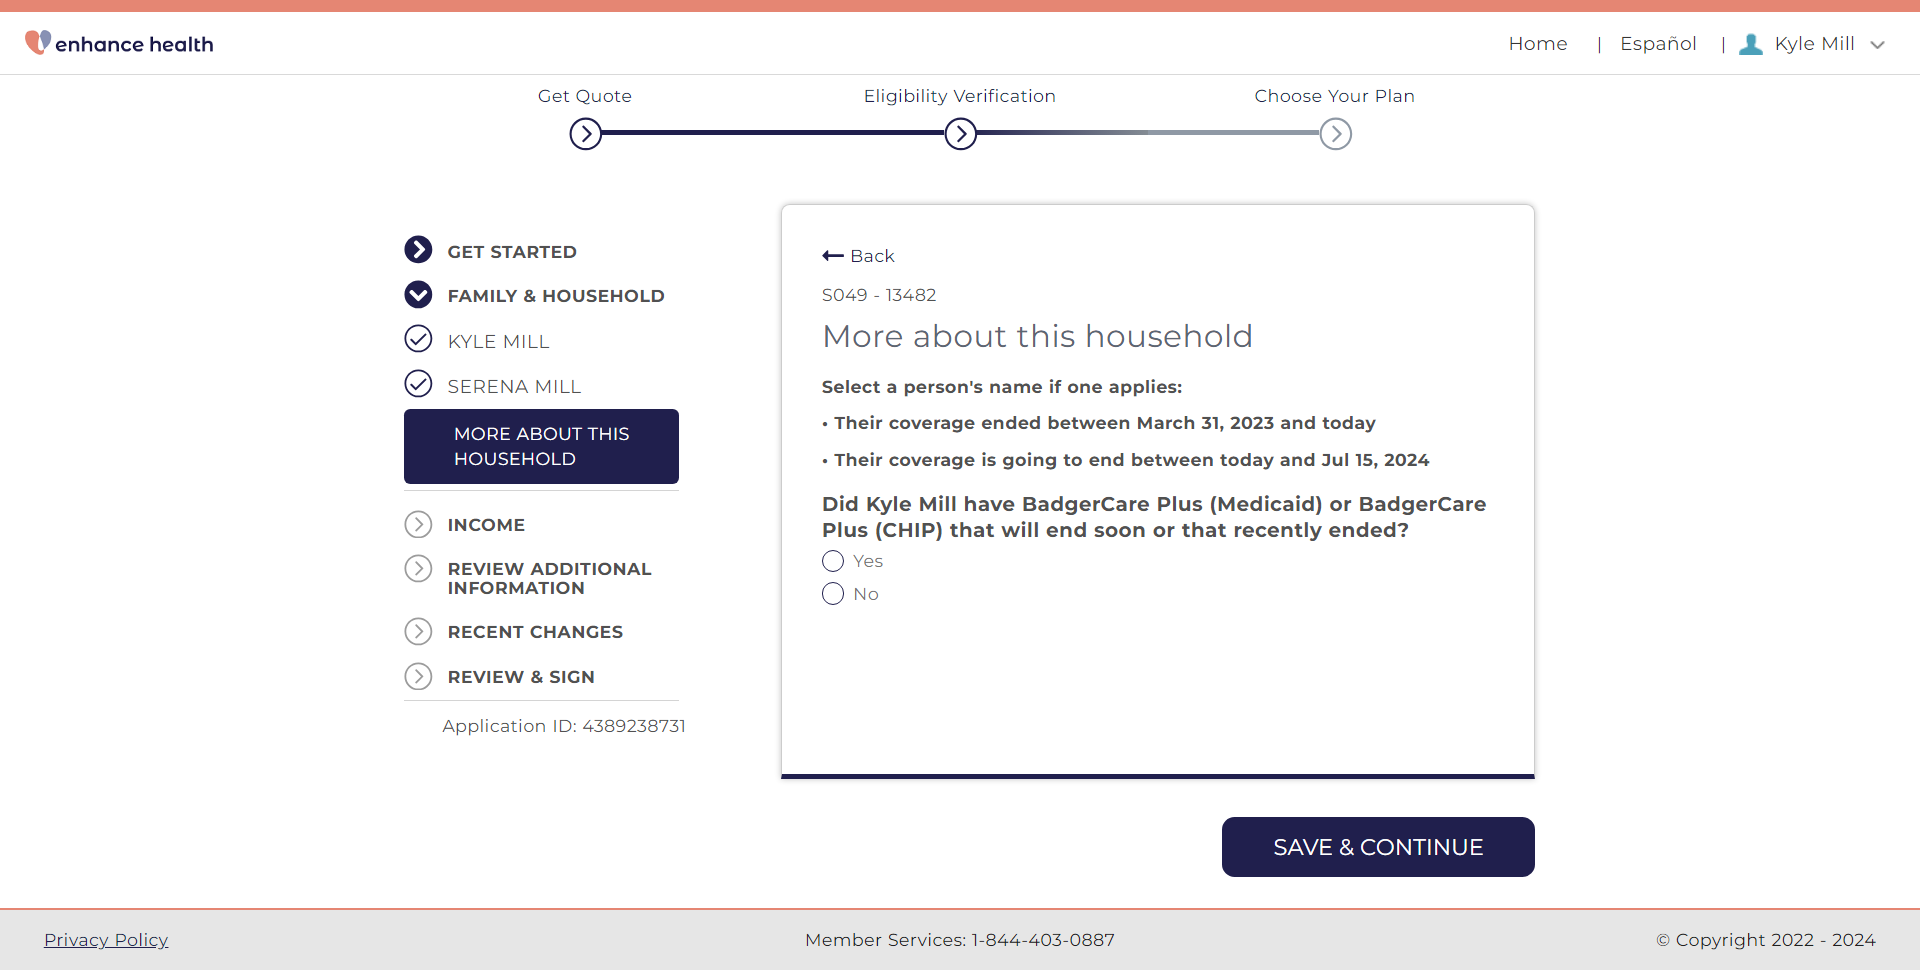 enhance health
Home | Español | Kyle Mill
Get Quote
Eligibility Verification
Choose Your Plan
GET STARTED
FAMILY & HOUSEHOLD
KYLE MILL
SERENA MILL
MORE ABOUT THIS
HOUSEHOLD
INCOME
REVIEW ADDITIONAL
INFORMATION
RECENT CHANGES
REVIEW & SIGN
Application ID: 4389238731
Back
S049 - 13482
More about this household
Select a person's name if one applies:
• Their coverage ended between March 31, 2023 and today
• Their coverage is going to end between today and Jul 15, 2024
Did Kyle Mill have BadgerCare Plus (Medicaid) or BadgerCare
Plus (CHIP) that will end soon or that recently ended?
Yes
No
SAVE & CONTINUE
Privacy Policy
Member Services: 1-844-403-0887
© Copyright 2022 - 2024